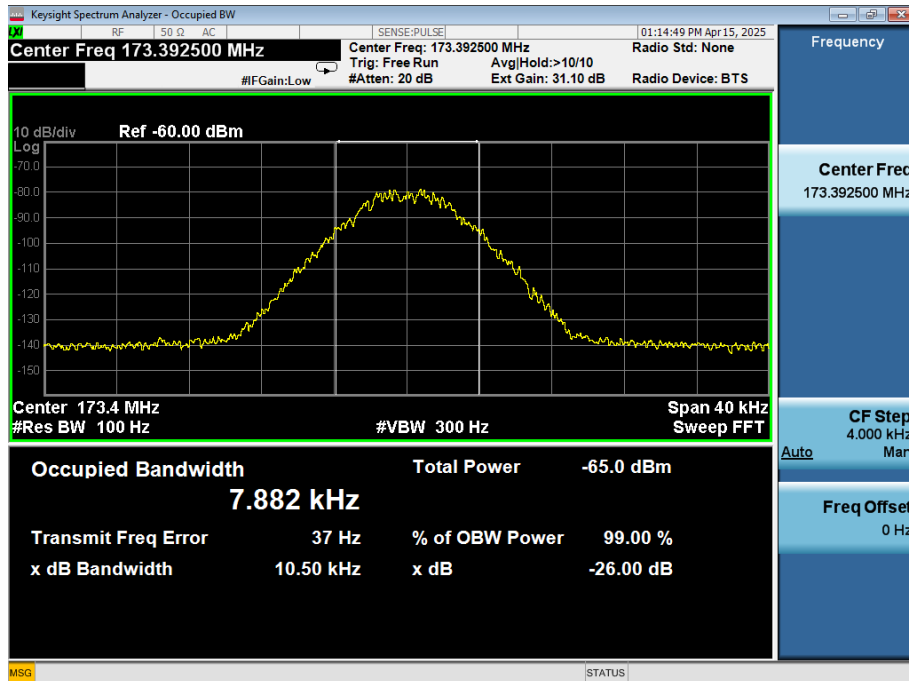 Keysight Spectrum Analyzer - Occupied BW
LXI RF 50 Ω AC SENSE:PULSE 01:14:49 PM Apr 15, 2025
Center Freq 173.392500 MHz
Center Freq: 173.392500 MHz Radio Std: None
Trig: Free Run Avg|Hold:>10/10
#IFGain:Low #Atten: 20 dB Ext Gain: 31.10 dB Radio Device: BTS
Frequency
10 dB/div Ref -60.00 dBm
Log
-70.0
-80.0
-90.0
-100
-110
-120
-130
-140
-150
Center 173.4 MHz Span 40 kHz
#Res BW 100 Hz #VBW 300 Hz Sweep FFT
Center Freq
173.392500 MHz
CF Step
4.000 kHz
Auto Man
Freq Offset
0 Hz
Occupied Bandwidth Total Power -65.0 dBm
7.882 kHz
Transmit Freq Error 37 Hz % of OBW Power 99.00 %
x dB Bandwidth 10.50 kHz x dB -26.00 dB
MSG STATUS